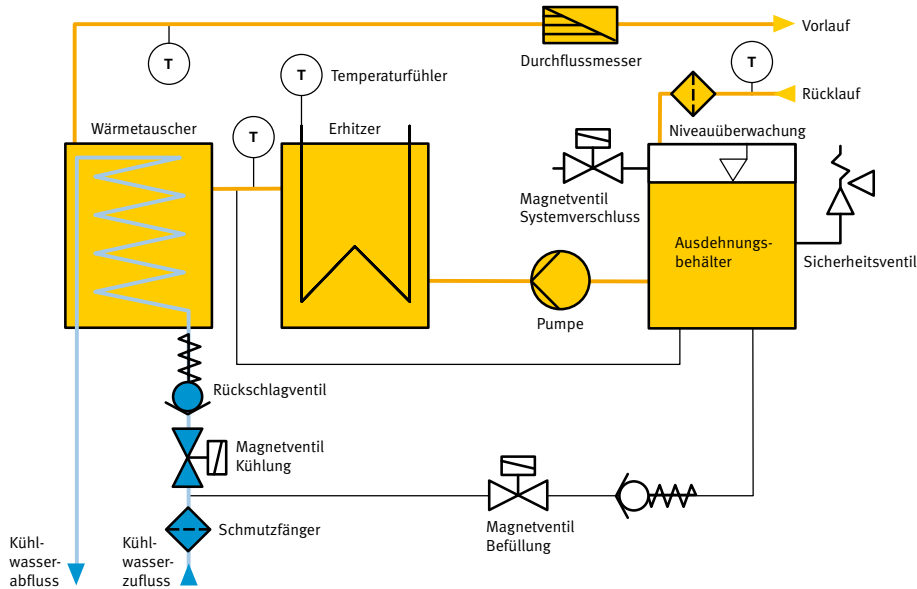 Vorlauf
Durchflussmesser
T
T
Temperaturfühler
T
Rücklauf
Wärmetauscher
T
Erhitzer
Niveauüberwachung
Magnetventil
Systemverschluss
Ausdehnungs-
behälter
Sicherheitsventil
Pumpe
Rückschlagventil
Magnetventil
Kühlung
Magnetventil
Befüllung
Schmutzfänger
Kühl-
wasser-
abfluss
Kühl-
wasser-
zufluss